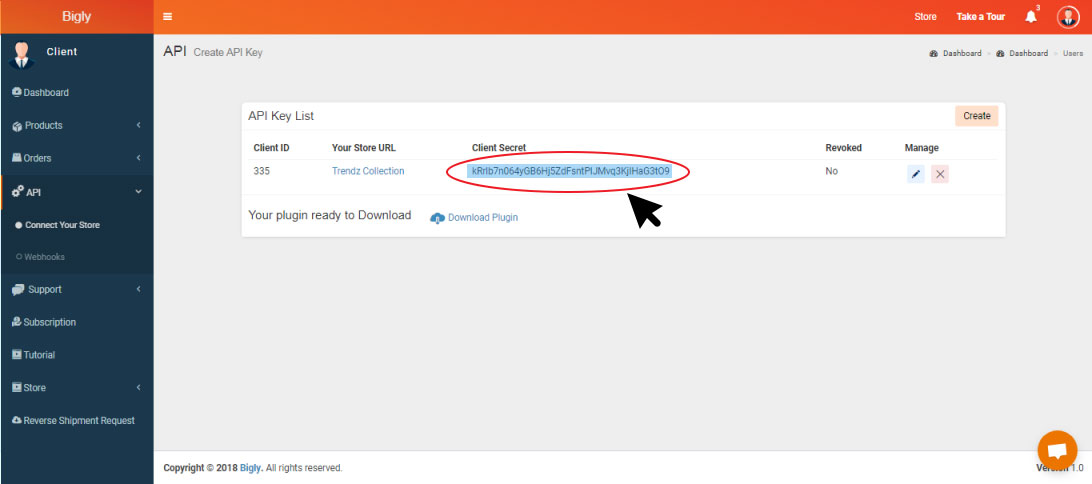 Bigly
Store Take a Tour 3
Client
API Create API Key
Dashboard - Dashboard - Users
Dashboard
Products
Orders
API
Connect Your Store
Webhooks
Support
Subscription
Tutorial
Store
Reverse Shipment Request
API Key List Create
Client ID Your Store URL Client Secret Revoked Manage
335 Trendz Collection No
Your plugin ready to Download Download Plugin
Copyright © 2018 Bigly. All rights reserved. Version 1.0